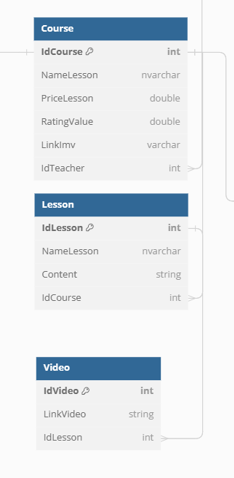 Course
IdCourse int
NameLesson nvarchar
PriceLesson double
RatingValue double
LinkImv varchar
IdTeacher int
Lesson
IdLesson int
NameLesson nvarchar
Content string
IdCourse int
Video
IdVideo int
LinkVideo string
IdLesson int